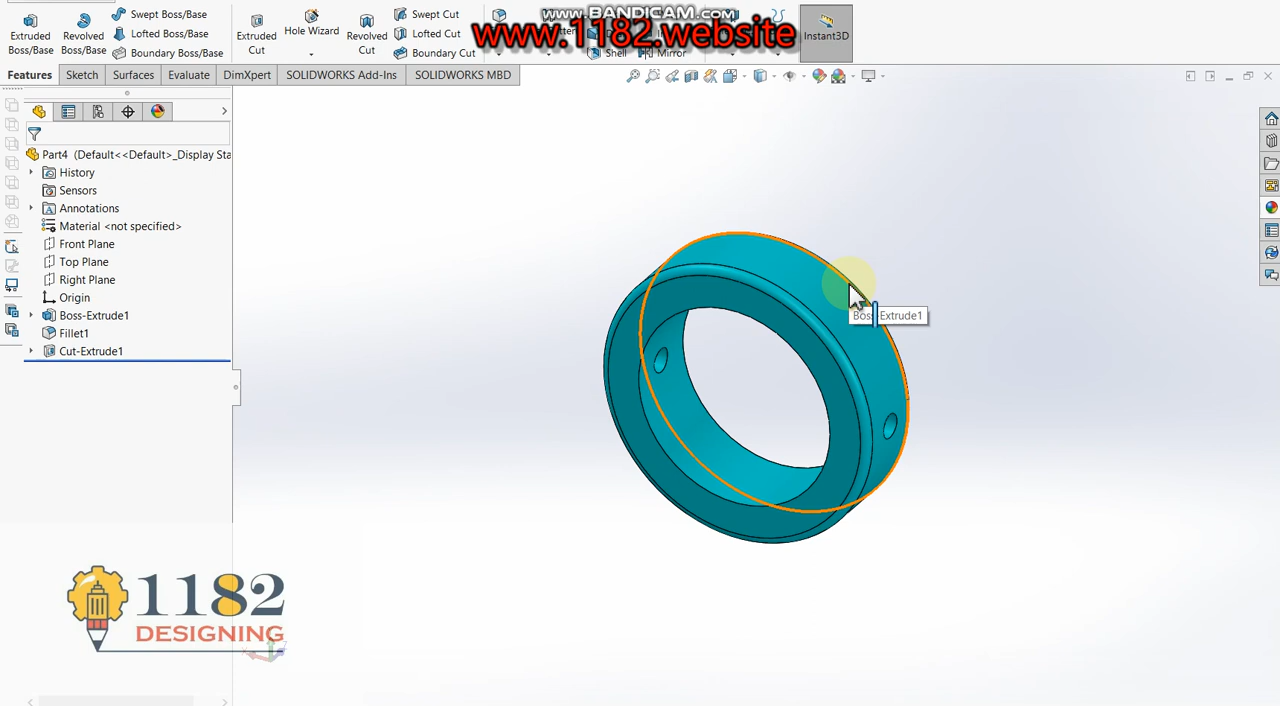 www.BANDICAM.com
www.1182.website
Extruded Boss/Base
Revolved Boss/Base
Swept Boss/Base
Lofted Boss/Base
Boundary Boss/Base
Extruded Cut
Hole Wizard
Revolved Cut
Swept Cut
Lofted Cut
Boundary Cut
Shell
Mirror
Instant3D
Features
Sketch
Surfaces
Evaluate
DimXpert
SOLIDWORKS Add-Ins
SOLIDWORKS MBD
Part4 (Default<<Default>_Display Sta
History
Sensors
Annotations
Material <not specified>
Front Plane
Top Plane
Right Plane
Origin
Boss-Extrude1
Fillet1
Cut-Extrude1
Boss-Extrude1
1182
DESIGNING